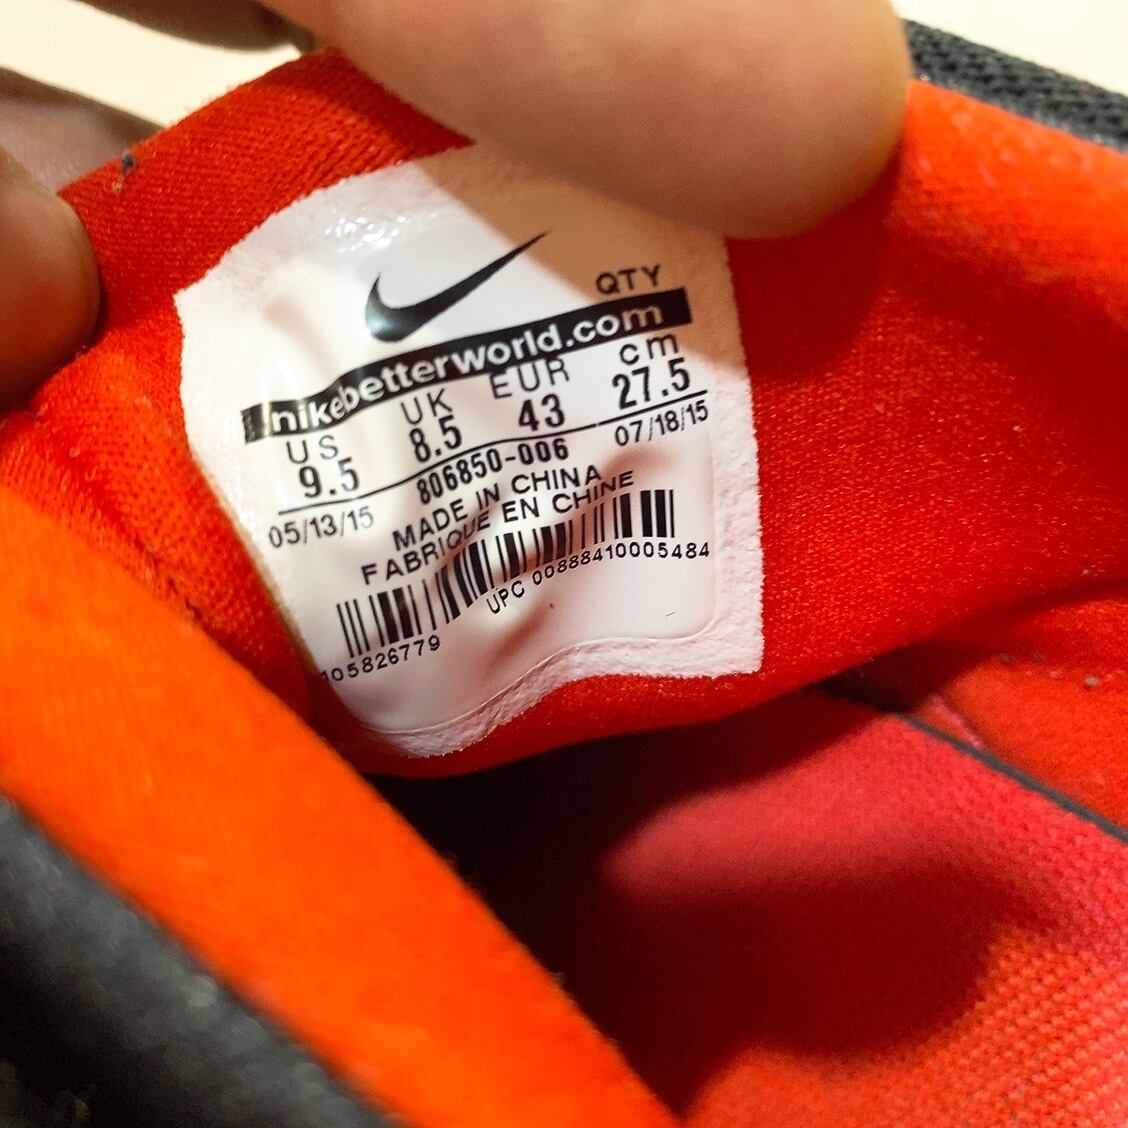 QTY
nikebetterworld.com
US UK EUR cm
9.5 8.5 43 27.5
05/13/15 806850-006 07/18/15
MADE IN CHINA
FABRIQUE EN CHINE
105826779 UPC 00888410005484